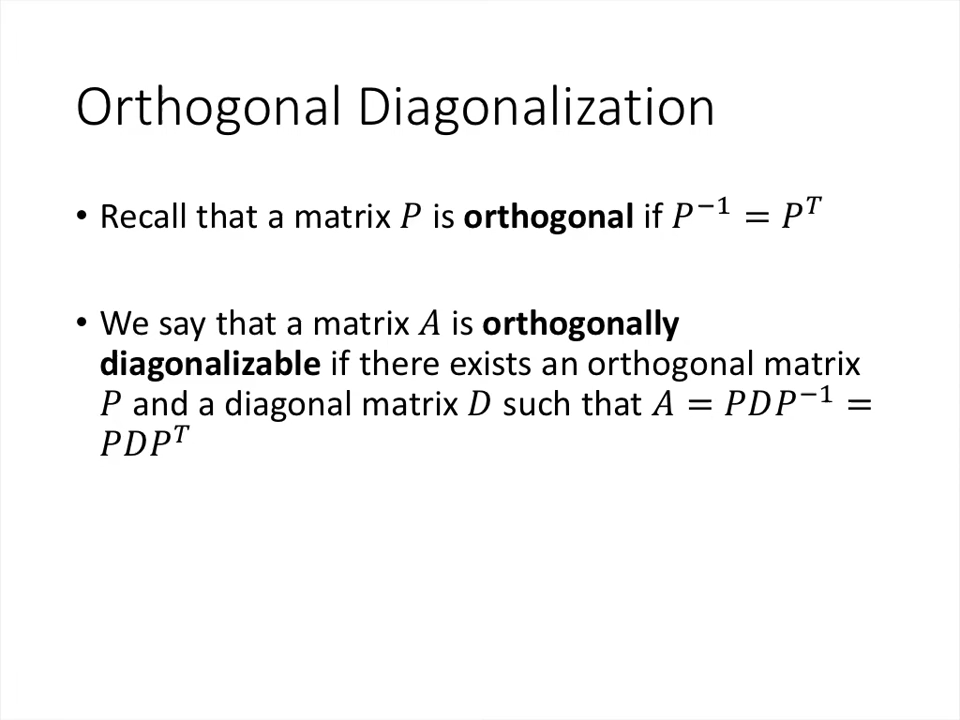 Orthogonal Diagonalization
• Recall that a matrix 𝑃 is orthogonal if 𝑃⁻¹ = 𝑃ᵀ
• We say that a matrix 𝐴 is orthogonally
diagonalizable if there exists an orthogonal matrix
𝑃 and a diagonal matrix 𝐷 such that 𝐴 = 𝑃𝐷𝑃⁻¹ =
𝑃𝐷𝑃ᵀ